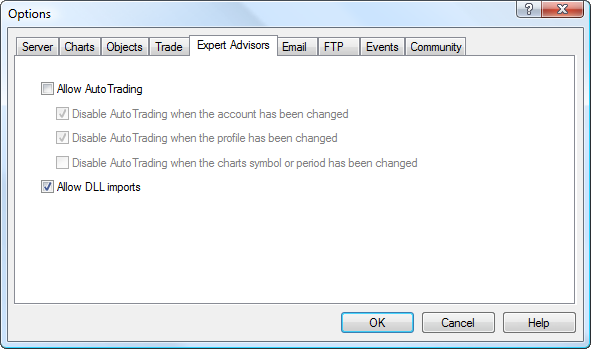 Options
?
Server Charts Objects Trade Expert Advisors Email FTP Events Community
Allow AutoTrading
Disable AutoTrading when the account has been changed
Disable AutoTrading when the profile has been changed
Disable AutoTrading when the charts symbol or period has been changed
Allow DLL imports
OK Cancel Help